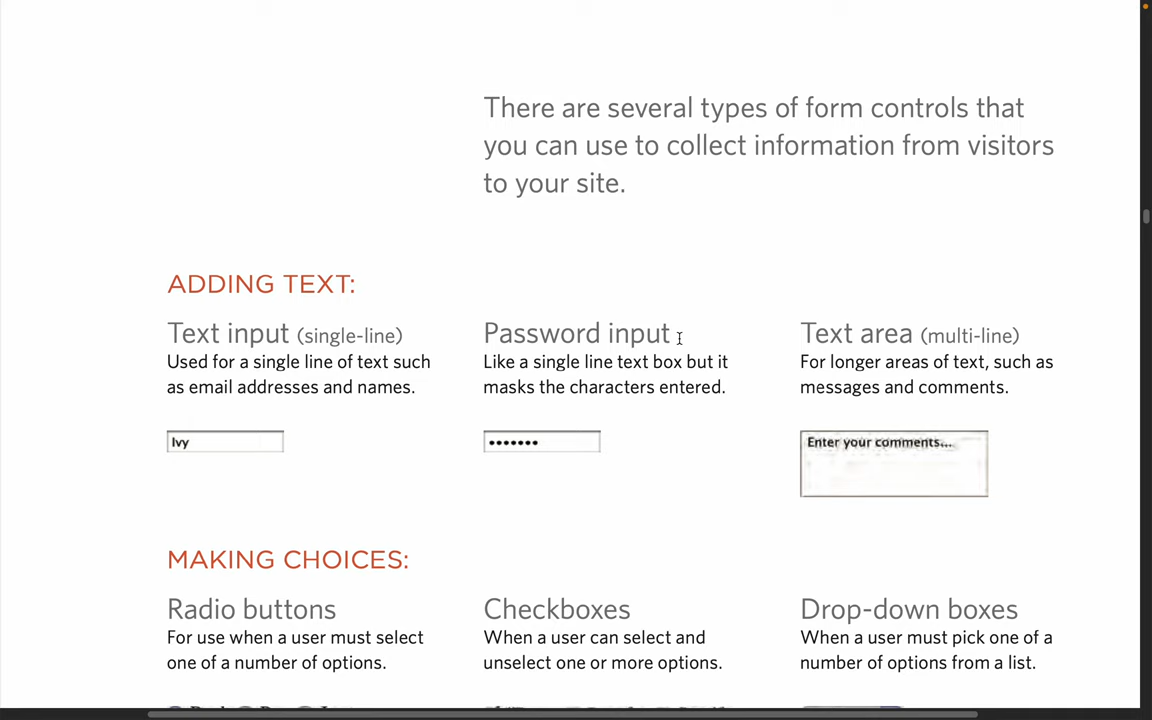 There are several types of form controls that
you can use to collect information from visitors
to your site.
ADDING TEXT:
Text input (single-line)
Used for a single line of text such
as email addresses and names.
Ivy
Password input
Like a single line text box but it
masks the characters entered.
•••••••
Text area (multi-line)
For longer areas of text, such as
messages and comments.
Enter your comments...
MAKING CHOICES:
Radio buttons
For use when a user must select
one of a number of options.
Checkboxes
When a user can select and
unselect one or more options.
Drop-down boxes
When a user must pick one of a
number of options from a list.